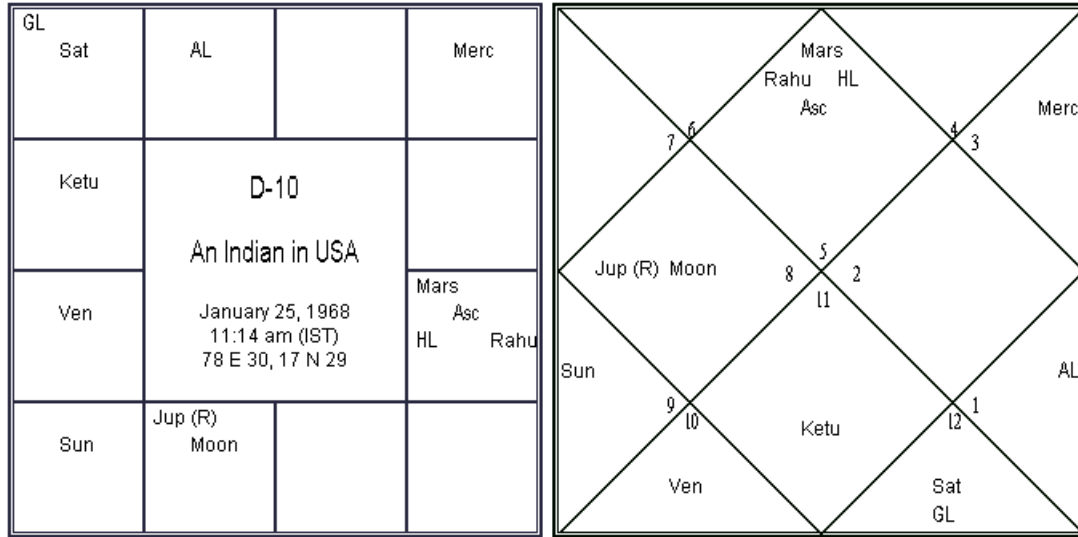 GL
Sat
AL
Merc
Ketu
D-10
An Indian in USA
January 25, 1968
11:14 am (IST)
78 E 30, 17 N 29
Ven
Mars
Asc
HL Rahu
Sun
Jup (R)
Moon
Mars
Rahu HL
Asc
Merc
6
7
4
3
5
Jup (R) Moon
8
2
11
Sun
AL
9
10
1
12
Ketu
Ven
Sat
GL